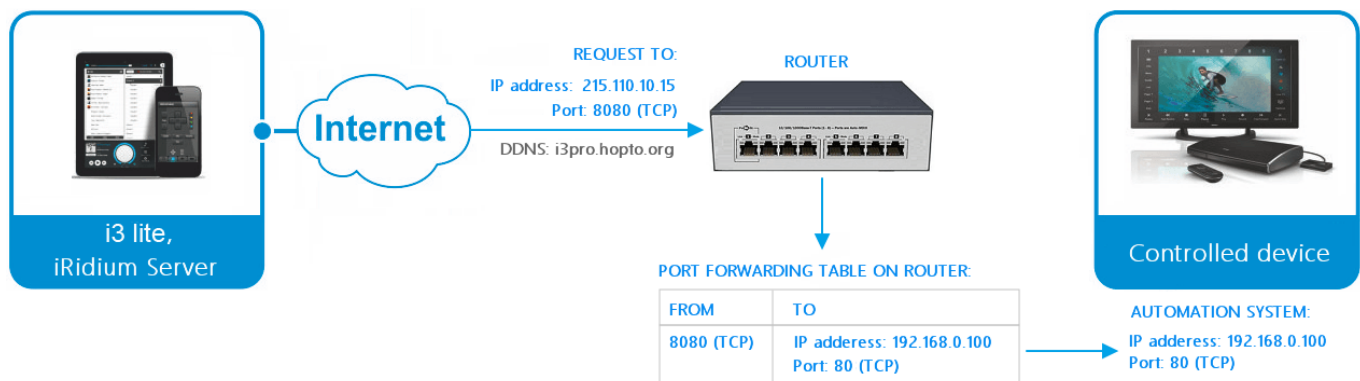 REQUEST TO:
IP address: 215.110.10.15
Port: 8080 (TCP)
DDNS: i3pro.hopto.org
Internet
ROUTER
i3 lite,
iRidium Server
Controlled device
PORT FORWARDING TABLE ON ROUTER:
FROM
TO
8080 (TCP)
IP adderess: 192.168.0.100
Port: 80 (TCP)
AUTOMATION SYSTEM:
IP adderess: 192.168.0.100
Port: 80 (TCP)